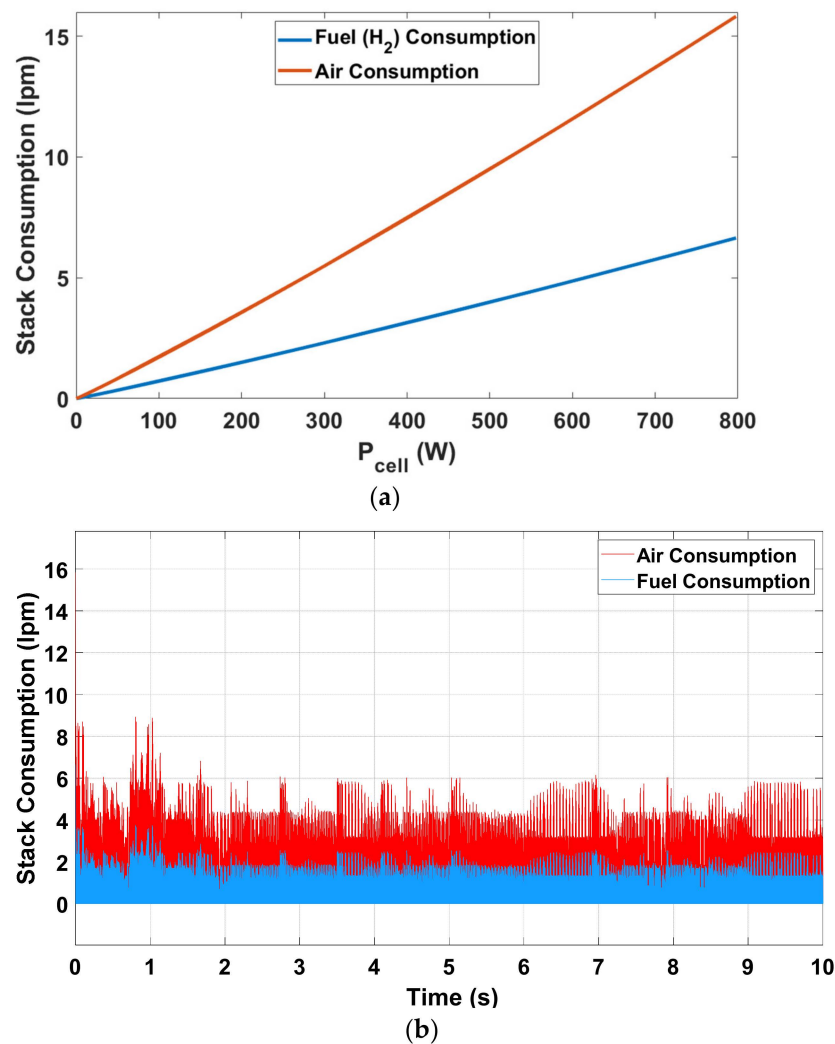 Stack Consumption (lpm)
15
10
5
0
Fuel (H2) Consumption
Air Consumption
0 100 200 300 400 500 600 700 800
Pcell (W)
(a)
Stack Consumption (lpm)
16
14
12
10
8
6
4
2
0
Air Consumption
Fuel Consumption
0 1 2 3 4 5 6 7 8 9 10
Time (s)
(b)